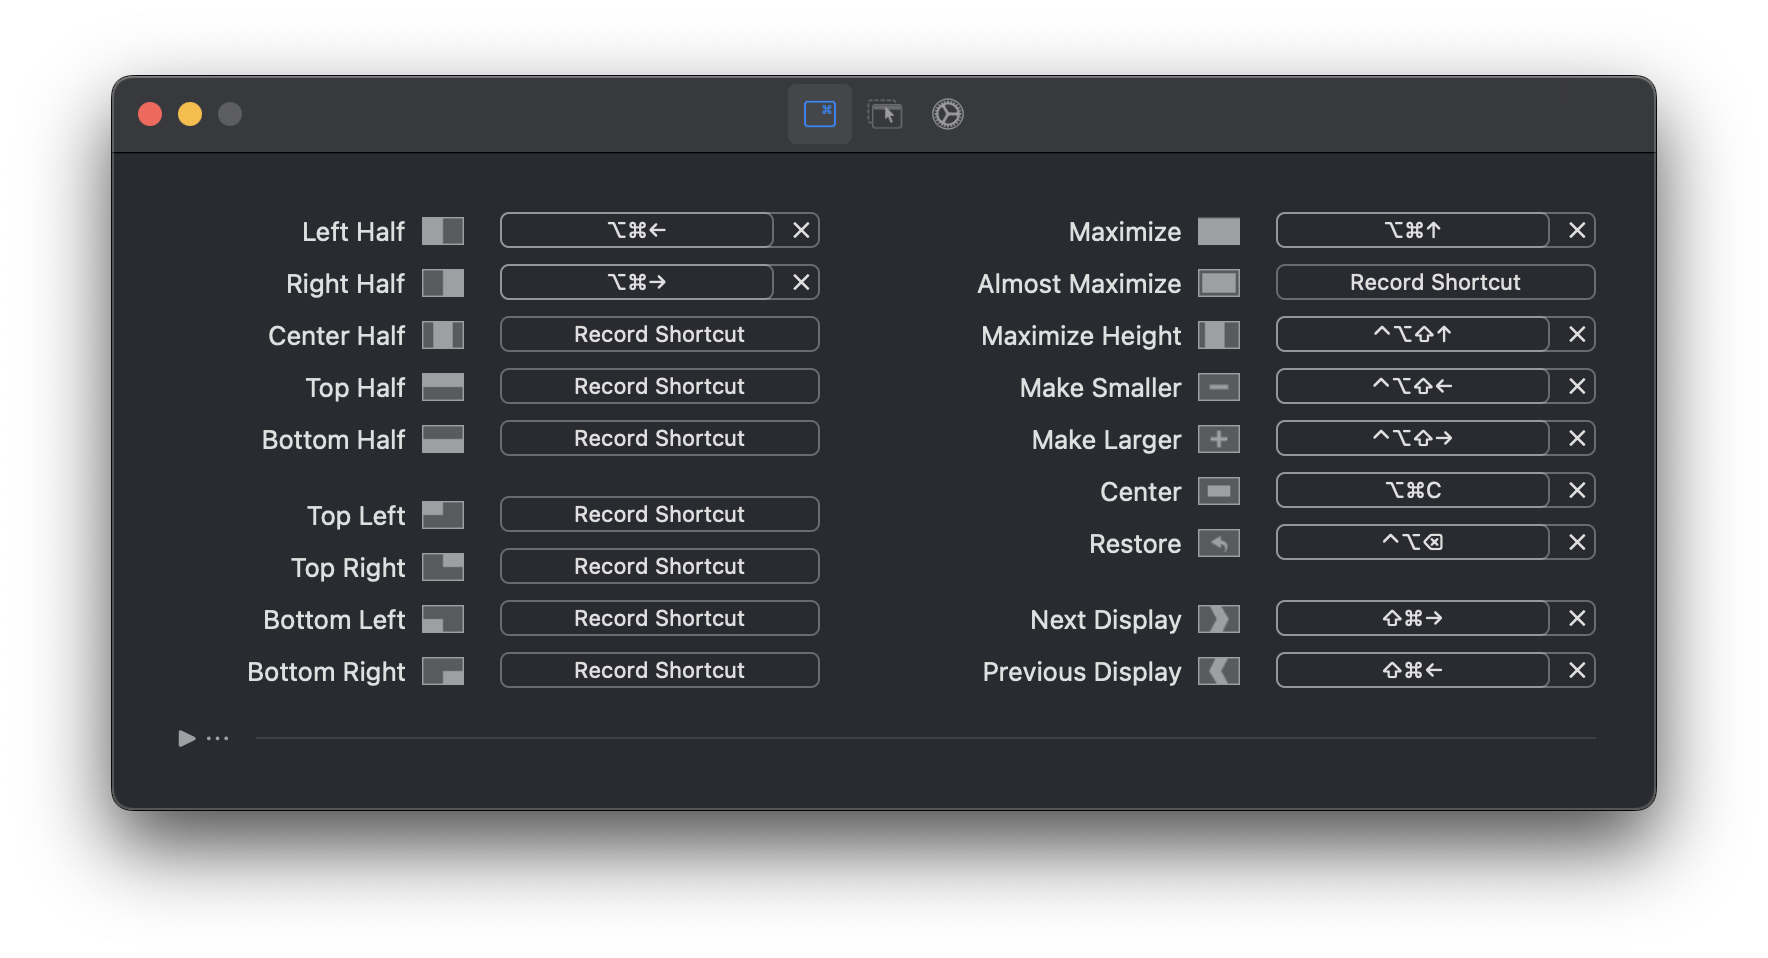 Left Half ⌥⌘←
Right Half ⌥⌘→
Center Half Record Shortcut
Top Half Record Shortcut
Bottom Half Record Shortcut
Top Left Record Shortcut
Top Right Record Shortcut
Bottom Left Record Shortcut
Bottom Right Record Shortcut
Maximize ⌥⌘↑
Almost Maximize Record Shortcut
Maximize Height ^⌥⇧↑
Make Smaller ^⌥⇧←
Make Larger ^⌥⇧→
Center ⌥⌘C
Restore ^⌥⌫
Next Display ⇧⌘→
Previous Display ⇧⌘←
...